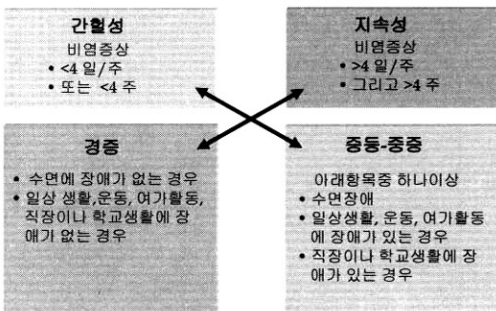 간헐성
비염증상
• <4 일/주
• 또는 <4 주
지속성
비염증상
• >4 일/주
• 그리고 >4 주
경증
• 수면에 장애가 없는 경우
• 일상 생활,운동, 여가활동,
직장이나 학교생활에 장
애가 없는 경우
중등-중증
아래항목중 하나이상
• 수면장애
• 일상생활, 운동, 여가활동
에 장애가 있는 경우
• 직장이나 학교생활에 장
애가 있는 경우